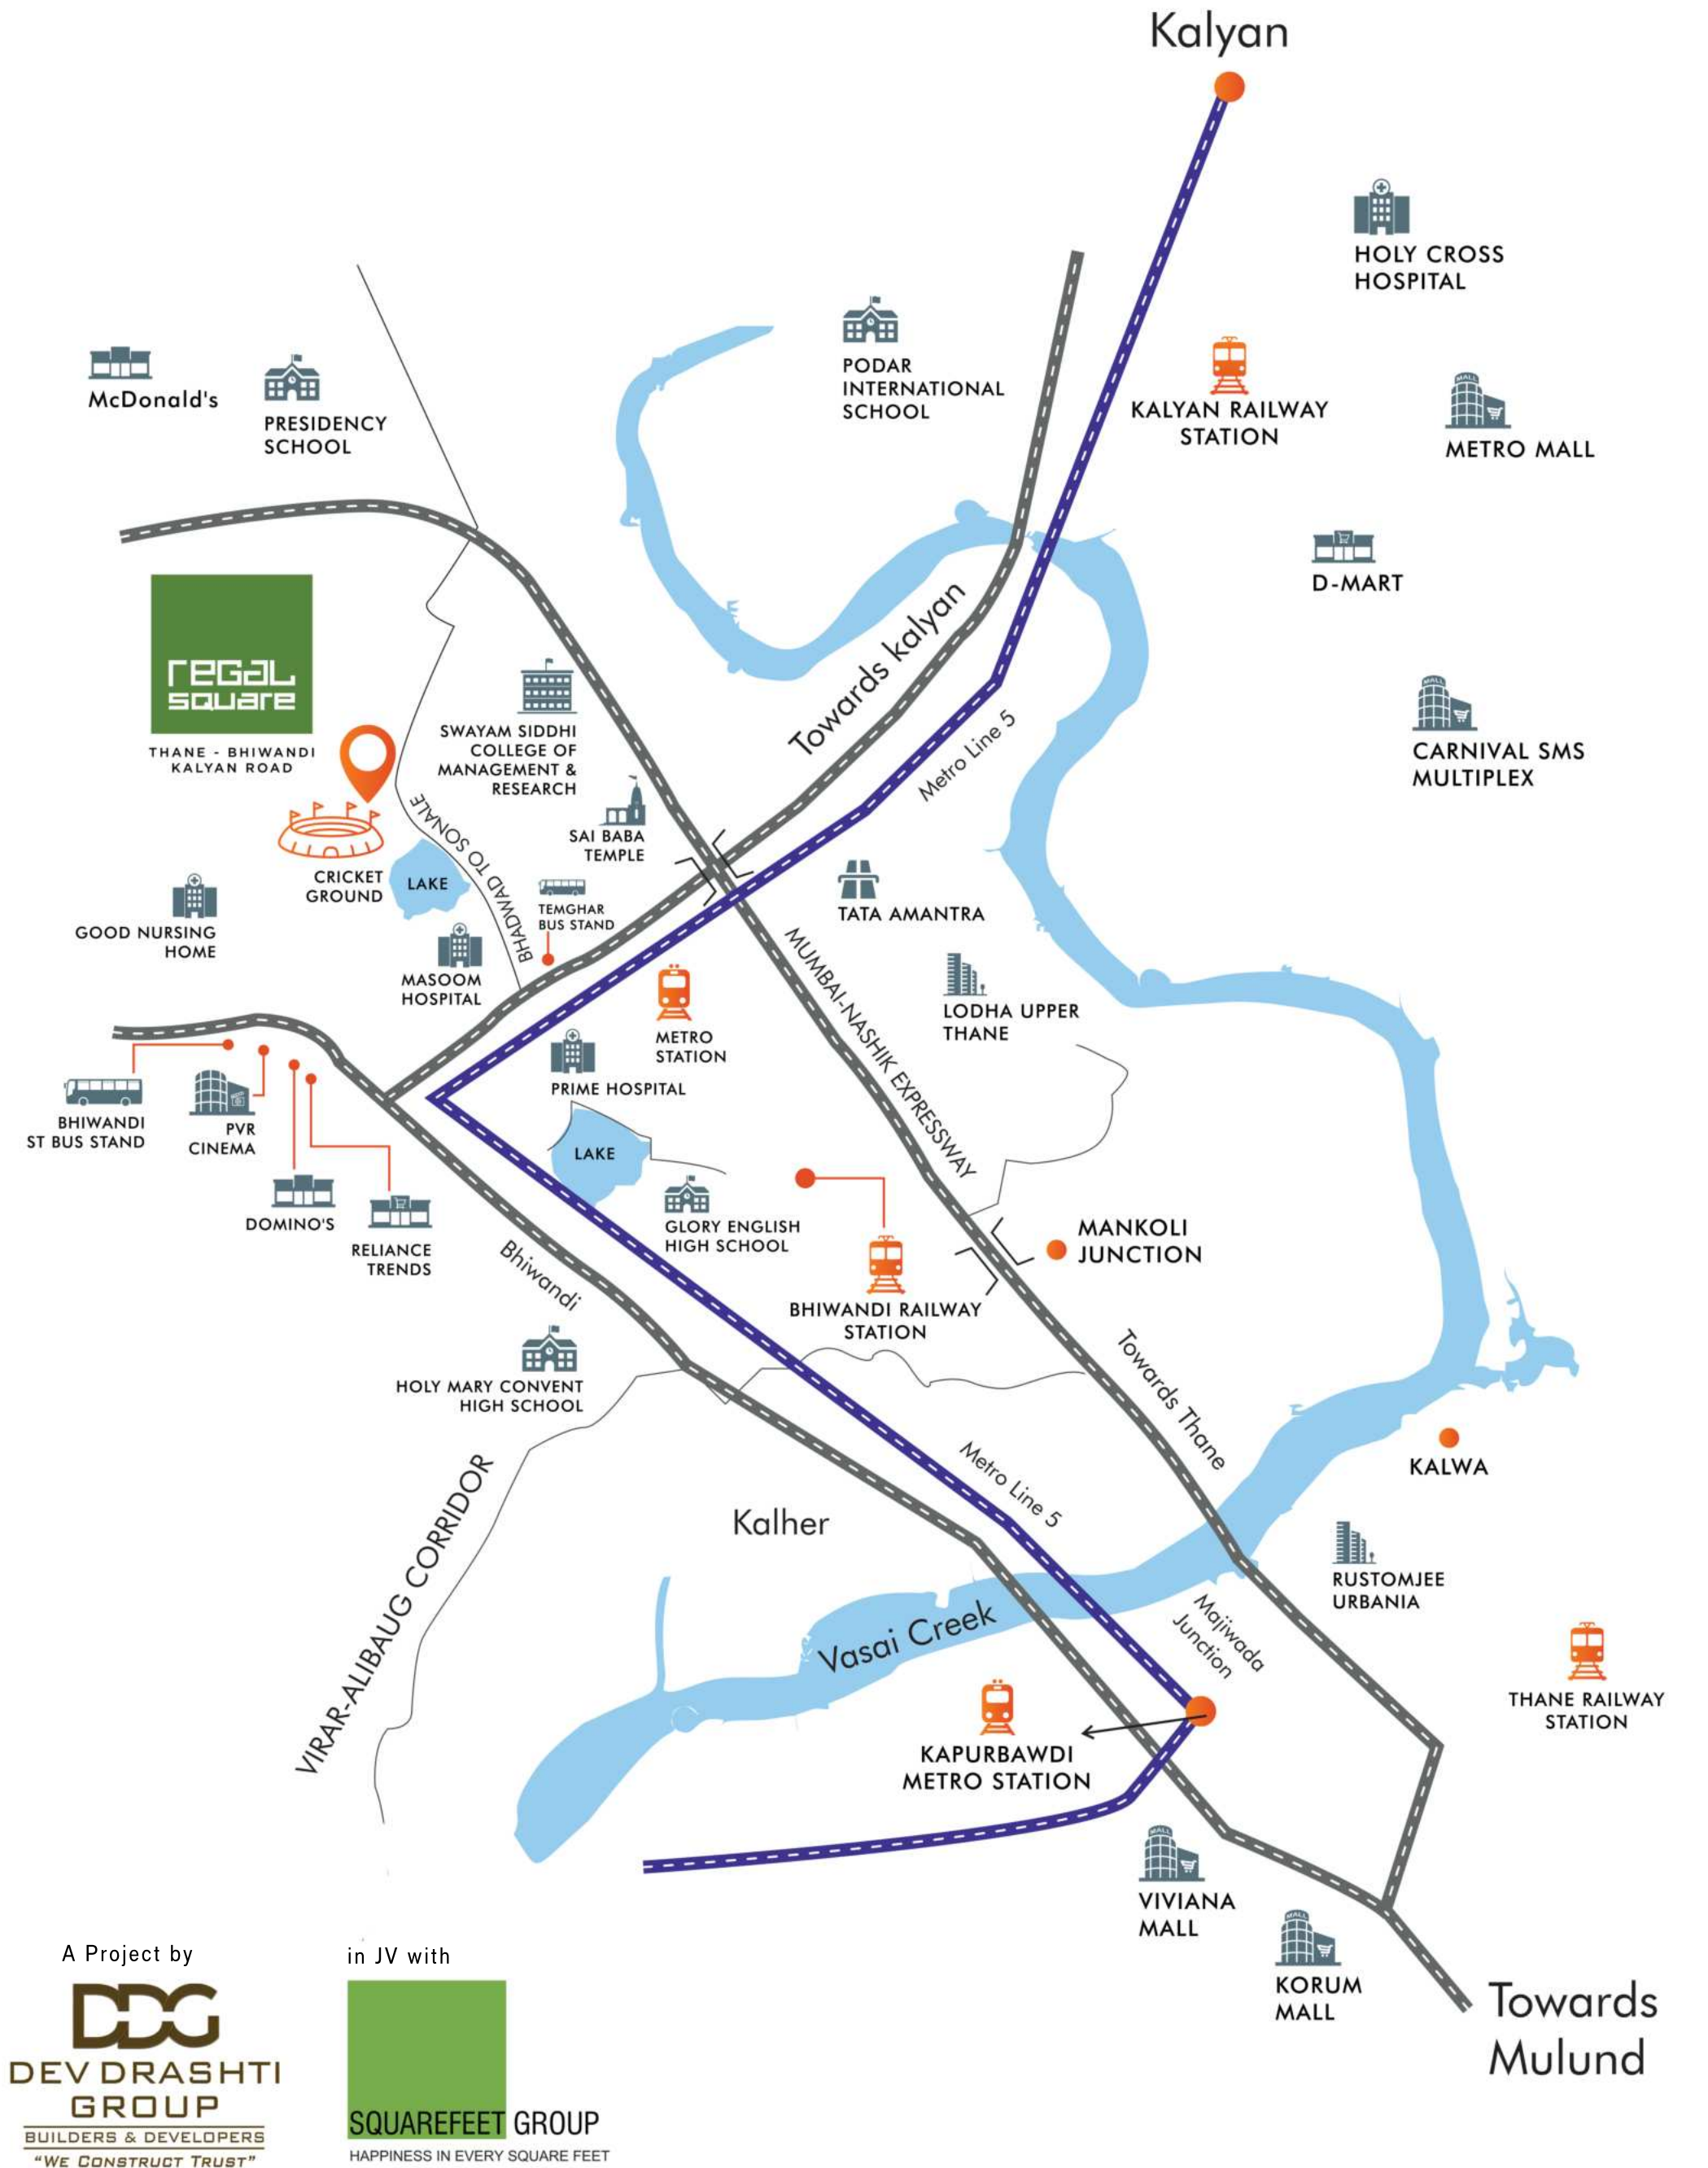 Kalyan
HOLY CROSS
HOSPITAL
PODAR
INTERNATIONAL
SCHOOL
McDonald's
PRESIDENCY
SCHOOL
KALYAN RAILWAY
STATION
MALL
METRO MALL
D-MART
regal
square
THANE - BHIWANDI
KALYAN ROAD
Towards kalyan
Metro Line 5
SWAYAM SIDDHI
COLLEGE OF
MANAGEMENT &
RESEARCH
MALL
CARNIVAL SMS
MULTIPLEX
BHADWAD TO SONALE
SAI BABA
TEMPLE
CRICKET
GROUND
LAKE
TEMGHAR
BUS STAND
TATA AMANTRA
GOOD NURSING
HOME
MASOOM
HOSPITAL
MUMBAI-NASHIK EXPRESSWAY
LODHA UPPER
THANE
METRO
STATION
PRIME HOSPITAL
BHIWANDI
ST BUS STAND
PVR
CINEMA
LAKE
DOMINO'S
RELIANCE
TRENDS
GLORY ENGLISH
HIGH SCHOOL
MANKOLI
JUNCTION
Bhiwandi
BHIWANDI RAILWAY
STATION
HOLY MARY CONVENT
HIGH SCHOOL
Towards Thane
KALWA
VIRAR-ALIBAUG CORRIDOR
Metro Line 5
Kalher
RUSTOMJEE
URBANIA
Vasai Creek
Majiwada
Junction
THANE RAILWAY
STATION
KAPURBAWDI
METRO STATION
MALL
VIVIANA
MALL
MALL
KORUM
MALL
Towards
Mulund
A Project by
DDG
DEV DRASHTI
GROUP
BUILDERS & DEVELOPERS
"WE CONSTRUCT TRUST"
in JV with
SQUAREFEET GROUP
HAPPINESS IN EVERY SQUARE FEET